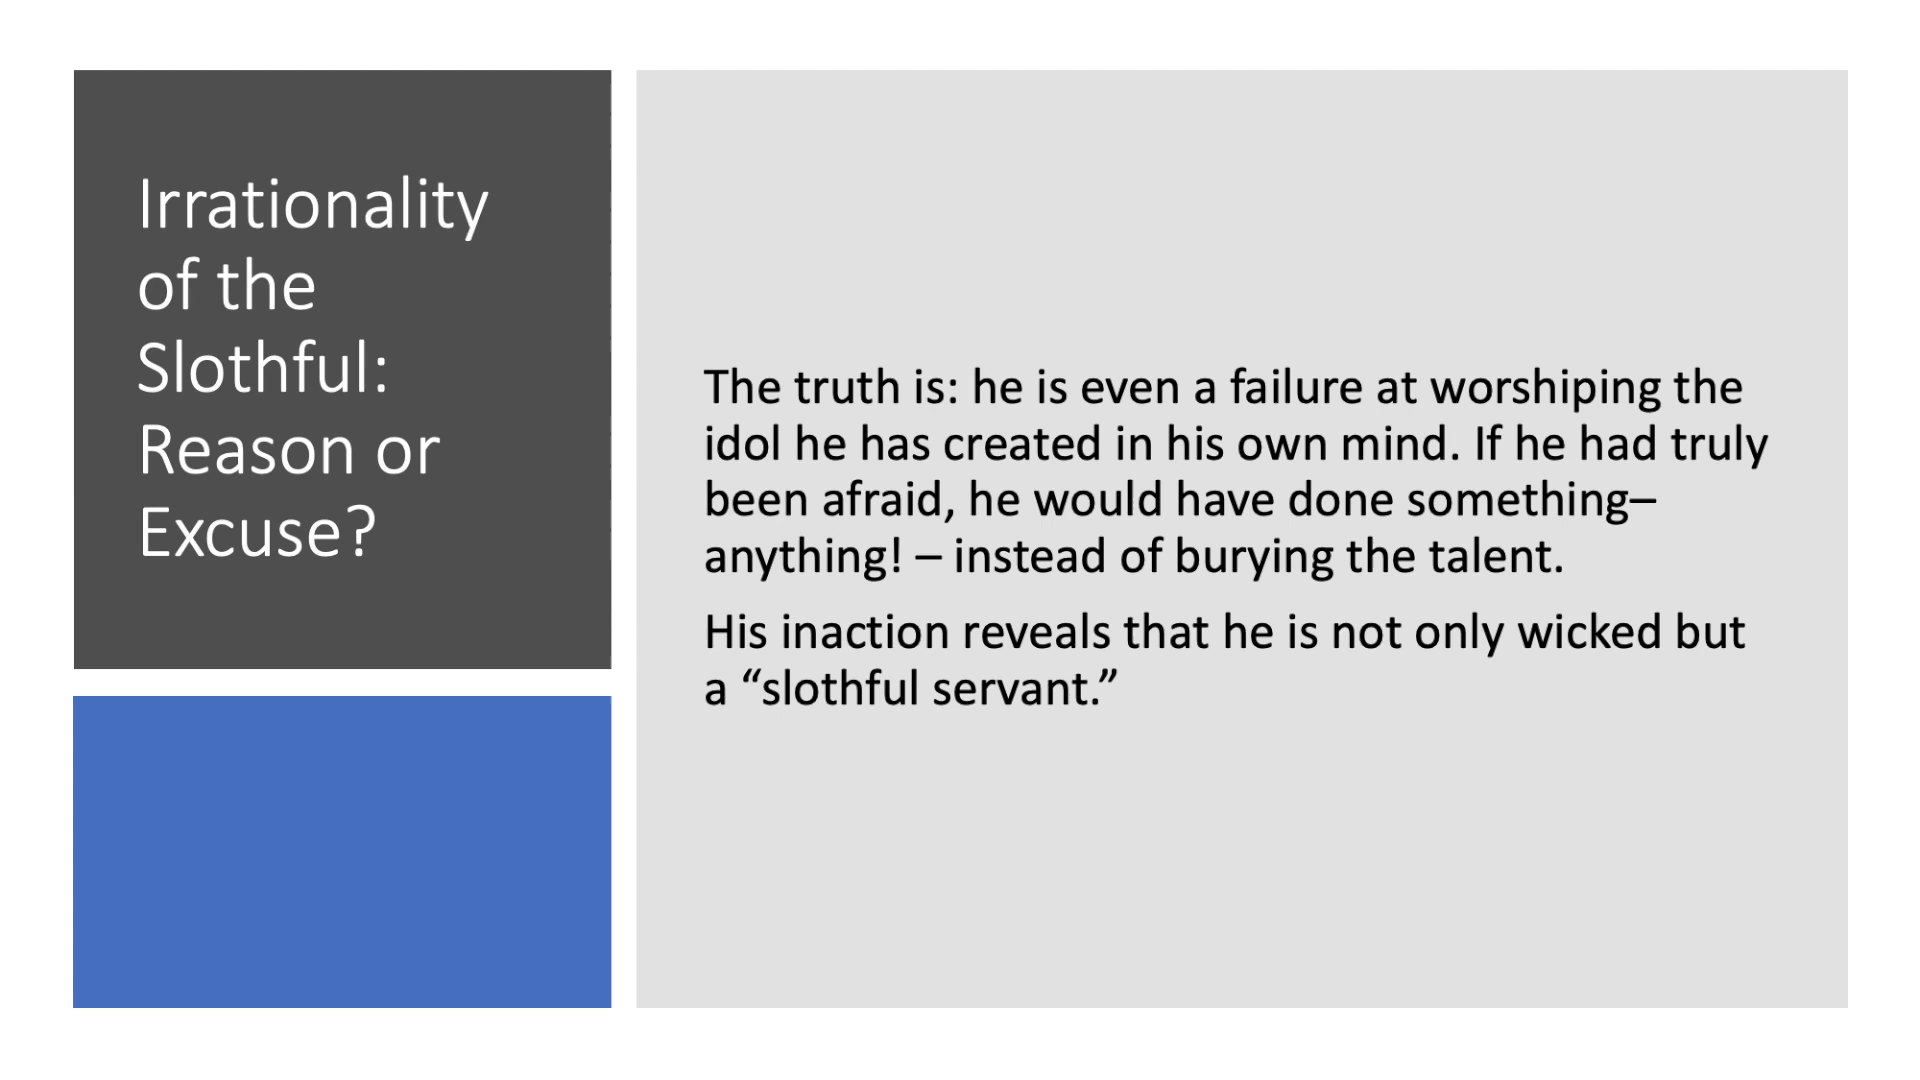 Irrationality
of the
Slothful:
Reason or
Excuse?
The truth is: he is even a failure at worshiping the
idol he has created in his own mind. If he had truly
been afraid, he would have done something–
anything! – instead of burying the talent.
His inaction reveals that he is not only wicked but
a “slothful servant.”